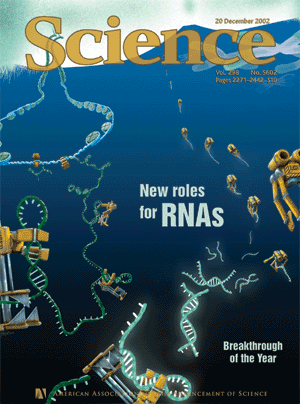 20 December 2002
Science
Vol. 298 No. 5602
Pages 2271–2442 $10
New roles
for RNAs
Breakthrough
of the Year
American Association for the Advancement of Science